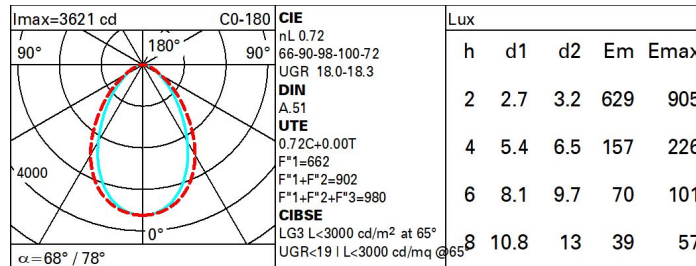 Imax=3621 cd C0-180
90° 180° 90°
4000
0°
α=68° / 78°
CIE
nL 0.72
66-90-98-100-72
UGR 18.0-18.3
DIN
A.51
UTE
0.72C+0.00T
F"1=662
F"1+F"2=902
F"1+F"2+F"3=980
CIBSE
LG3 L<3000 cd/m² at 65°
UGR<19 | L<3000 cd/mq @65°
Lux
h d1 d2 Em Emax
2 2.7 3.2 629 905
4 5.4 6.5 157 226
6 8.1 9.7 70 101
8 10.8 13 39 57